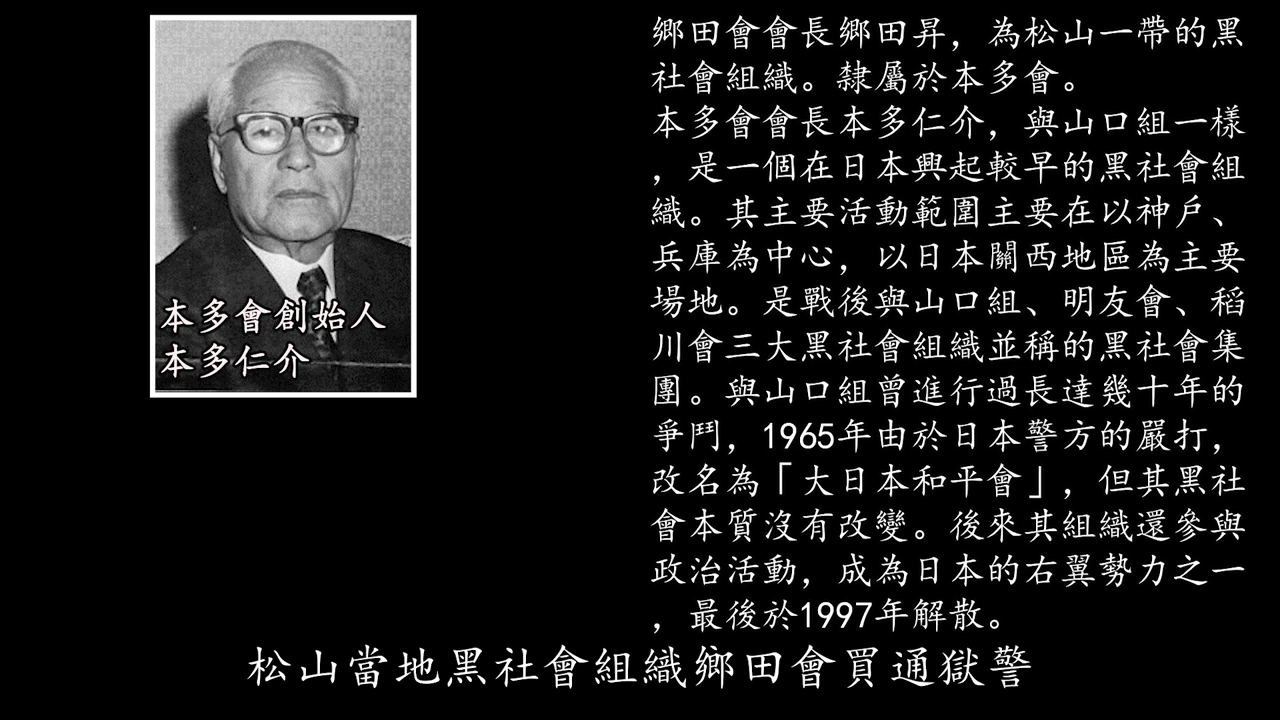 本多會創始人
本多仁介
鄉田會會長鄉田昇，為松山一帶的黑
社會組織。隸屬於本多會。
本多會會長本多仁介，與山口組一樣
，是一個在日本興起較早的黑社會組
織。其主要活動範圍主要在以神戶、
兵庫為中心，以日本關西地區為主要
場地。是戰後與山口組、明友會、稻
川會三大黑社會組織並稱的黑社會集
團。與山口組曾進行過長達幾十年的
爭鬥，1965年由於日本警方的嚴打，
改名為「大日本和平會」，但其黑社
會本質沒有改變。後來其組織還參與
政治活動，成為日本的右翼勢力之一
，最後於1997年解散。
松山當地黑社會組織鄉田會買通獄警